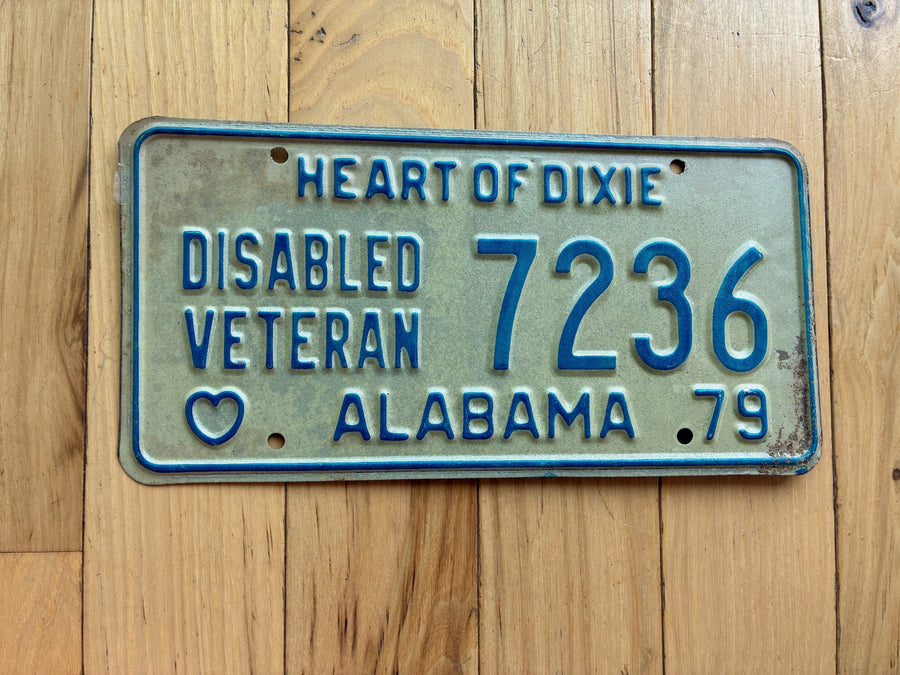 HEART OF DIXIE
DISABLED
VETERAN
7236
ALABAMA 79